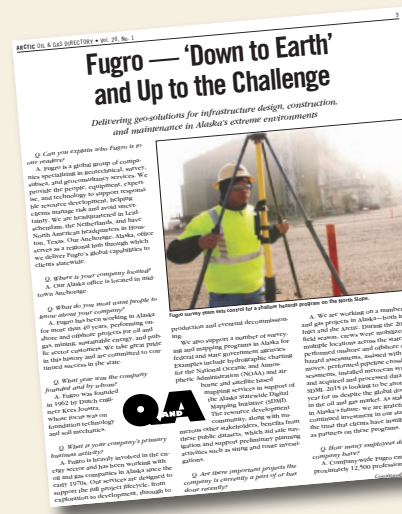 ARCTIC OIL & GAS DIRECTORY • vol. 20, No. 1
9
Fugro — ‘Down to Earth’
and Up to the Challenge
Delivering geo-solutions for infrastructure design, construction,
and maintenance in Alaska's extreme environments
Q. Can you explain who Fugro is to
our readers?
A. Fugro is a global group of compa-
nies specializing in geotechnical, survey,
subsea, and geoconsultancy services. We
provide the people, equipment, experi-
ise, and technology to support responsi-
ble resource development, helping
clients manage risk and avoid uncer-
tainty. We are headquartered in Leid-
schendam, the Netherlands, and have
North American headquarters in Hous-
ton, Texas. Our Anchorage, Alaska, office
serves as a regional hub through which
we deliver Fugro's global capabilities to
clients statewide.
Q. Where is your company located?
A. Our Alaska office is located in mid-
town Anchorage.
Q. What do you most want people to
know about your company?
A. Fugro has been working in Alaska
for more than 40 years, performing on-
shore and offshore projects for oil and
gas, mining, sustainable energy, and pub-
lic sector customers. We take great pride
in this history and are committed to con-
tinued success in the state.
Q. What year was the company
founded and by whom?
A. Fugro was founded
in 1962 by Dutch engi-
neer Kees Joustra,
whose focus was on
foundation technology
and soil mechanics.
Q. What is your company's primary
business activity?
A. Fugro is heavily involved in the en-
ergy sector and has been working with
oil and gas companies in Alaska since the
early 1970s. Our services are designed to
support the full project lifecycle, from
exploration to development, through to
Fugro survey team sets control for a shallow hazards program on the North Slope.
production and eventual decommission-
ing.
We also support a number of survey-
ing and mapping programs in Alaska for
federal and state government agencies.
Examples include hydrographic charting
for the National Oceanic and Atmos-
pheric Administration (NOAA) and air-
borne and satellite based
mapping services in support of
the Alaska Statewide Digital
Mapping Initiative (SDMI).
The resource development
community, along with nu-
merous other stakeholders, benefits from
these public datasets, which aid safe nav-
igation and support preliminary planning
activities such as siting and route investi-
gations.
Q. Are there important projects the
company is currently a part of or has
done recently?
Q AND A
A. We are working on a number
and gas projects in Alaska—both in
Inlet and the Arctic. During the 20
field season, crews were mobilized
multiple locations across the state
performed onshore and offshore
hazard assessments, assisted with
moves, performed pipeline cross
sessments, installed metocean sy
and acquired and processed data
SDMI. 2015 is looking to be anot
year for us despite the global dow
in the oil and gas market. As stak
in Alaska's future, we are grate
continued investment in our sta
the trust that clients have instill
as partners on these programs.
Q. How many employees d
company have?
A. Company-wide Fugro em
proximately 12,500 profession